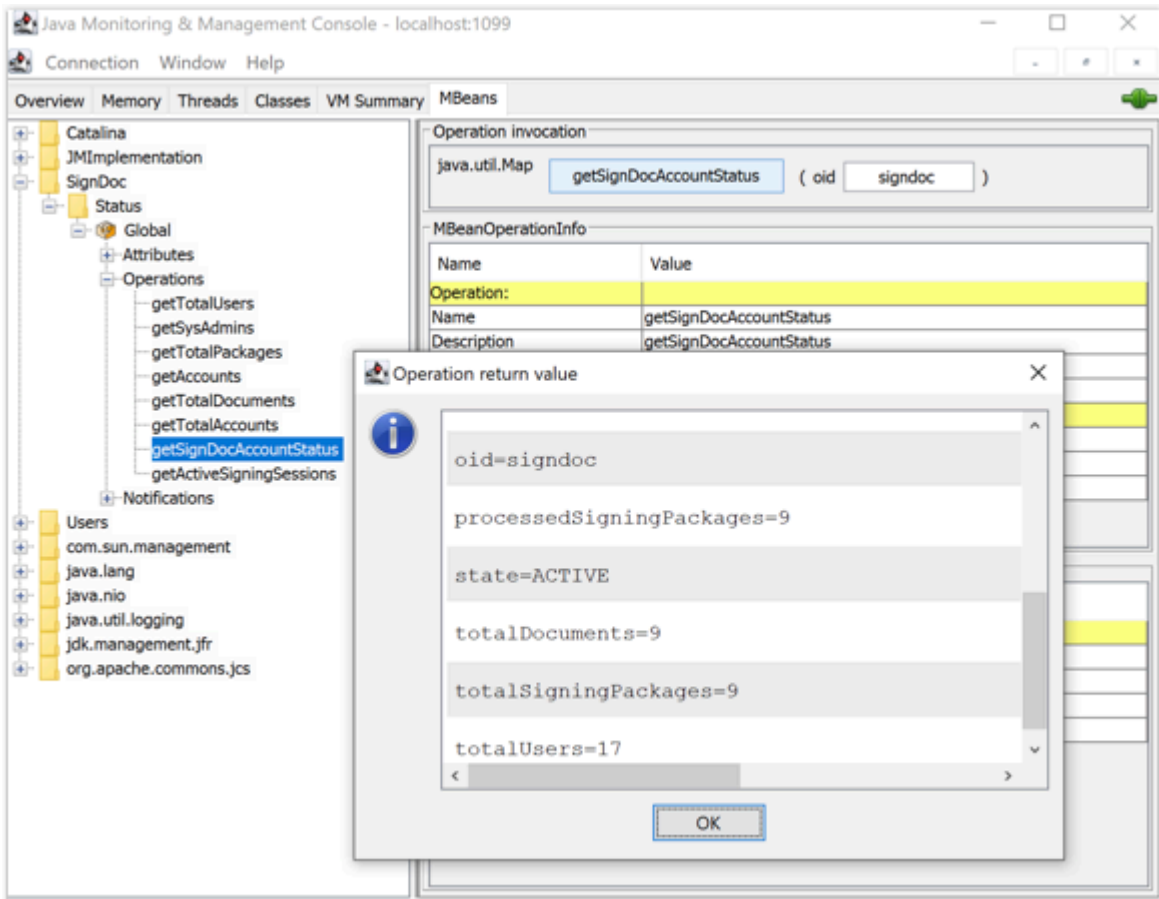 Java Monitoring & Management Console - localhost:1099
Connection Window Help
Overview Memory Threads Classes VM Summary MBeans
Catalina
JMImplementation
SignDoc
Status
Global
Attributes
Operations
getTotalUsers
getSysAdmins
getTotalPackages
getAccounts
getTotalDocuments
getTotalAccounts
getSignDocAccountStatus
getActiveSigningSessions
Notifications
Users
com.sun.management
java.lang
java.nio
java.util.logging
jdk.management.jfr
org.apache.commons.jcs
Operation invocation
java.util.Map getSignDocAccountStatus ( oid signdoc )
MBeanOperationInfo
Name Value
Operation:
Name getSignDocAccountStatus
Description getSignDocAccountStatus
Operation return value
oid=signdoc
processedSigningPackages=9
state=ACTIVE
totalDocuments=9
totalSigningPackages=9
totalUsers=17
OK